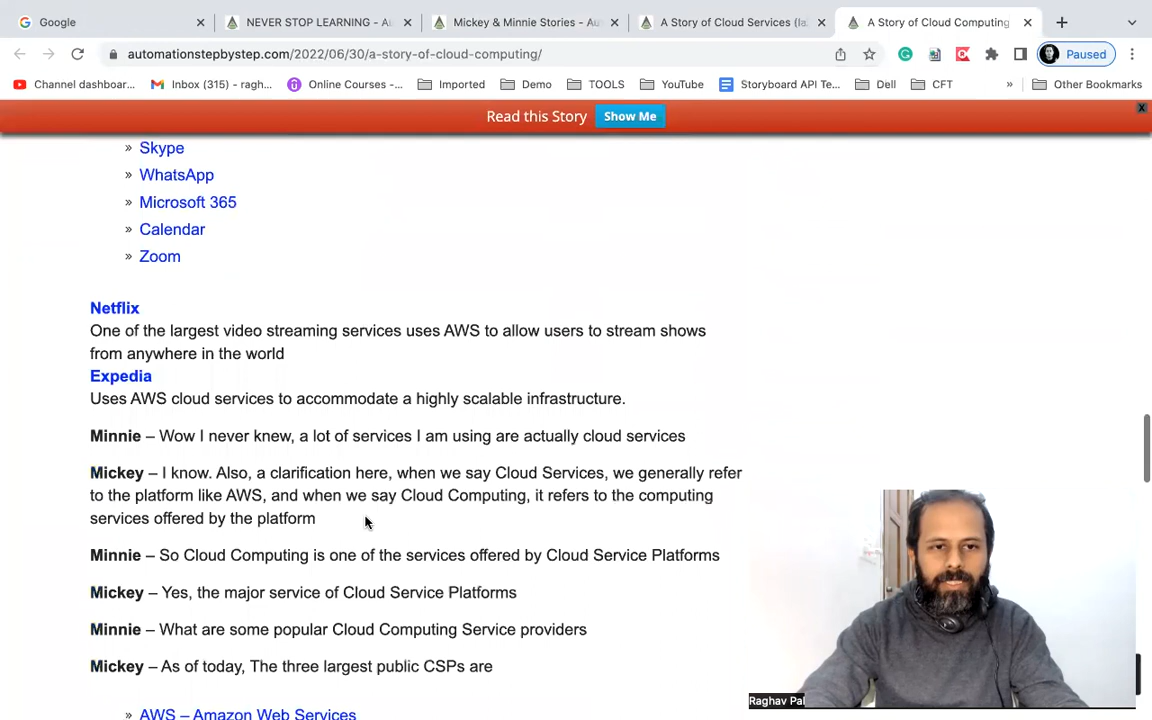 Google
NEVER STOP LEARNING - Au
Mickey & Minnie Stories - Au
A Story of Cloud Services (Ia
A Story of Cloud Computing
automationstepbystep.com/2022/06/30/a-story-of-cloud-computing/
Paused
Channel dashboar...
Inbox (315) - ragh...
Online Courses -...
Imported
Demo
TOOLS
YouTube
Storyboard API Te...
Dell
CFT
»
Other Bookmarks
Read this Story Show Me
X
» Skype
» WhatsApp
» Microsoft 365
» Calendar
» Zoom
Netflix
One of the largest video streaming services uses AWS to allow users to stream shows
from anywhere in the world
Expedia
Uses AWS cloud services to accommodate a highly scalable infrastructure.
Minnie – Wow I never knew, a lot of services I am using are actually cloud services
Mickey – I know. Also, a clarification here, when we say Cloud Services, we generally refer
to the platform like AWS, and when we say Cloud Computing, it refers to the computing
services offered by the platform
Minnie – So Cloud Computing is one of the services offered by Cloud Service Platforms
Mickey – Yes, the major service of Cloud Service Platforms
Minnie – What are some popular Cloud Computing Service providers
Mickey – As of today, The three largest public CSPs are
» AWS – Amazon Web Services
Raghav Pal